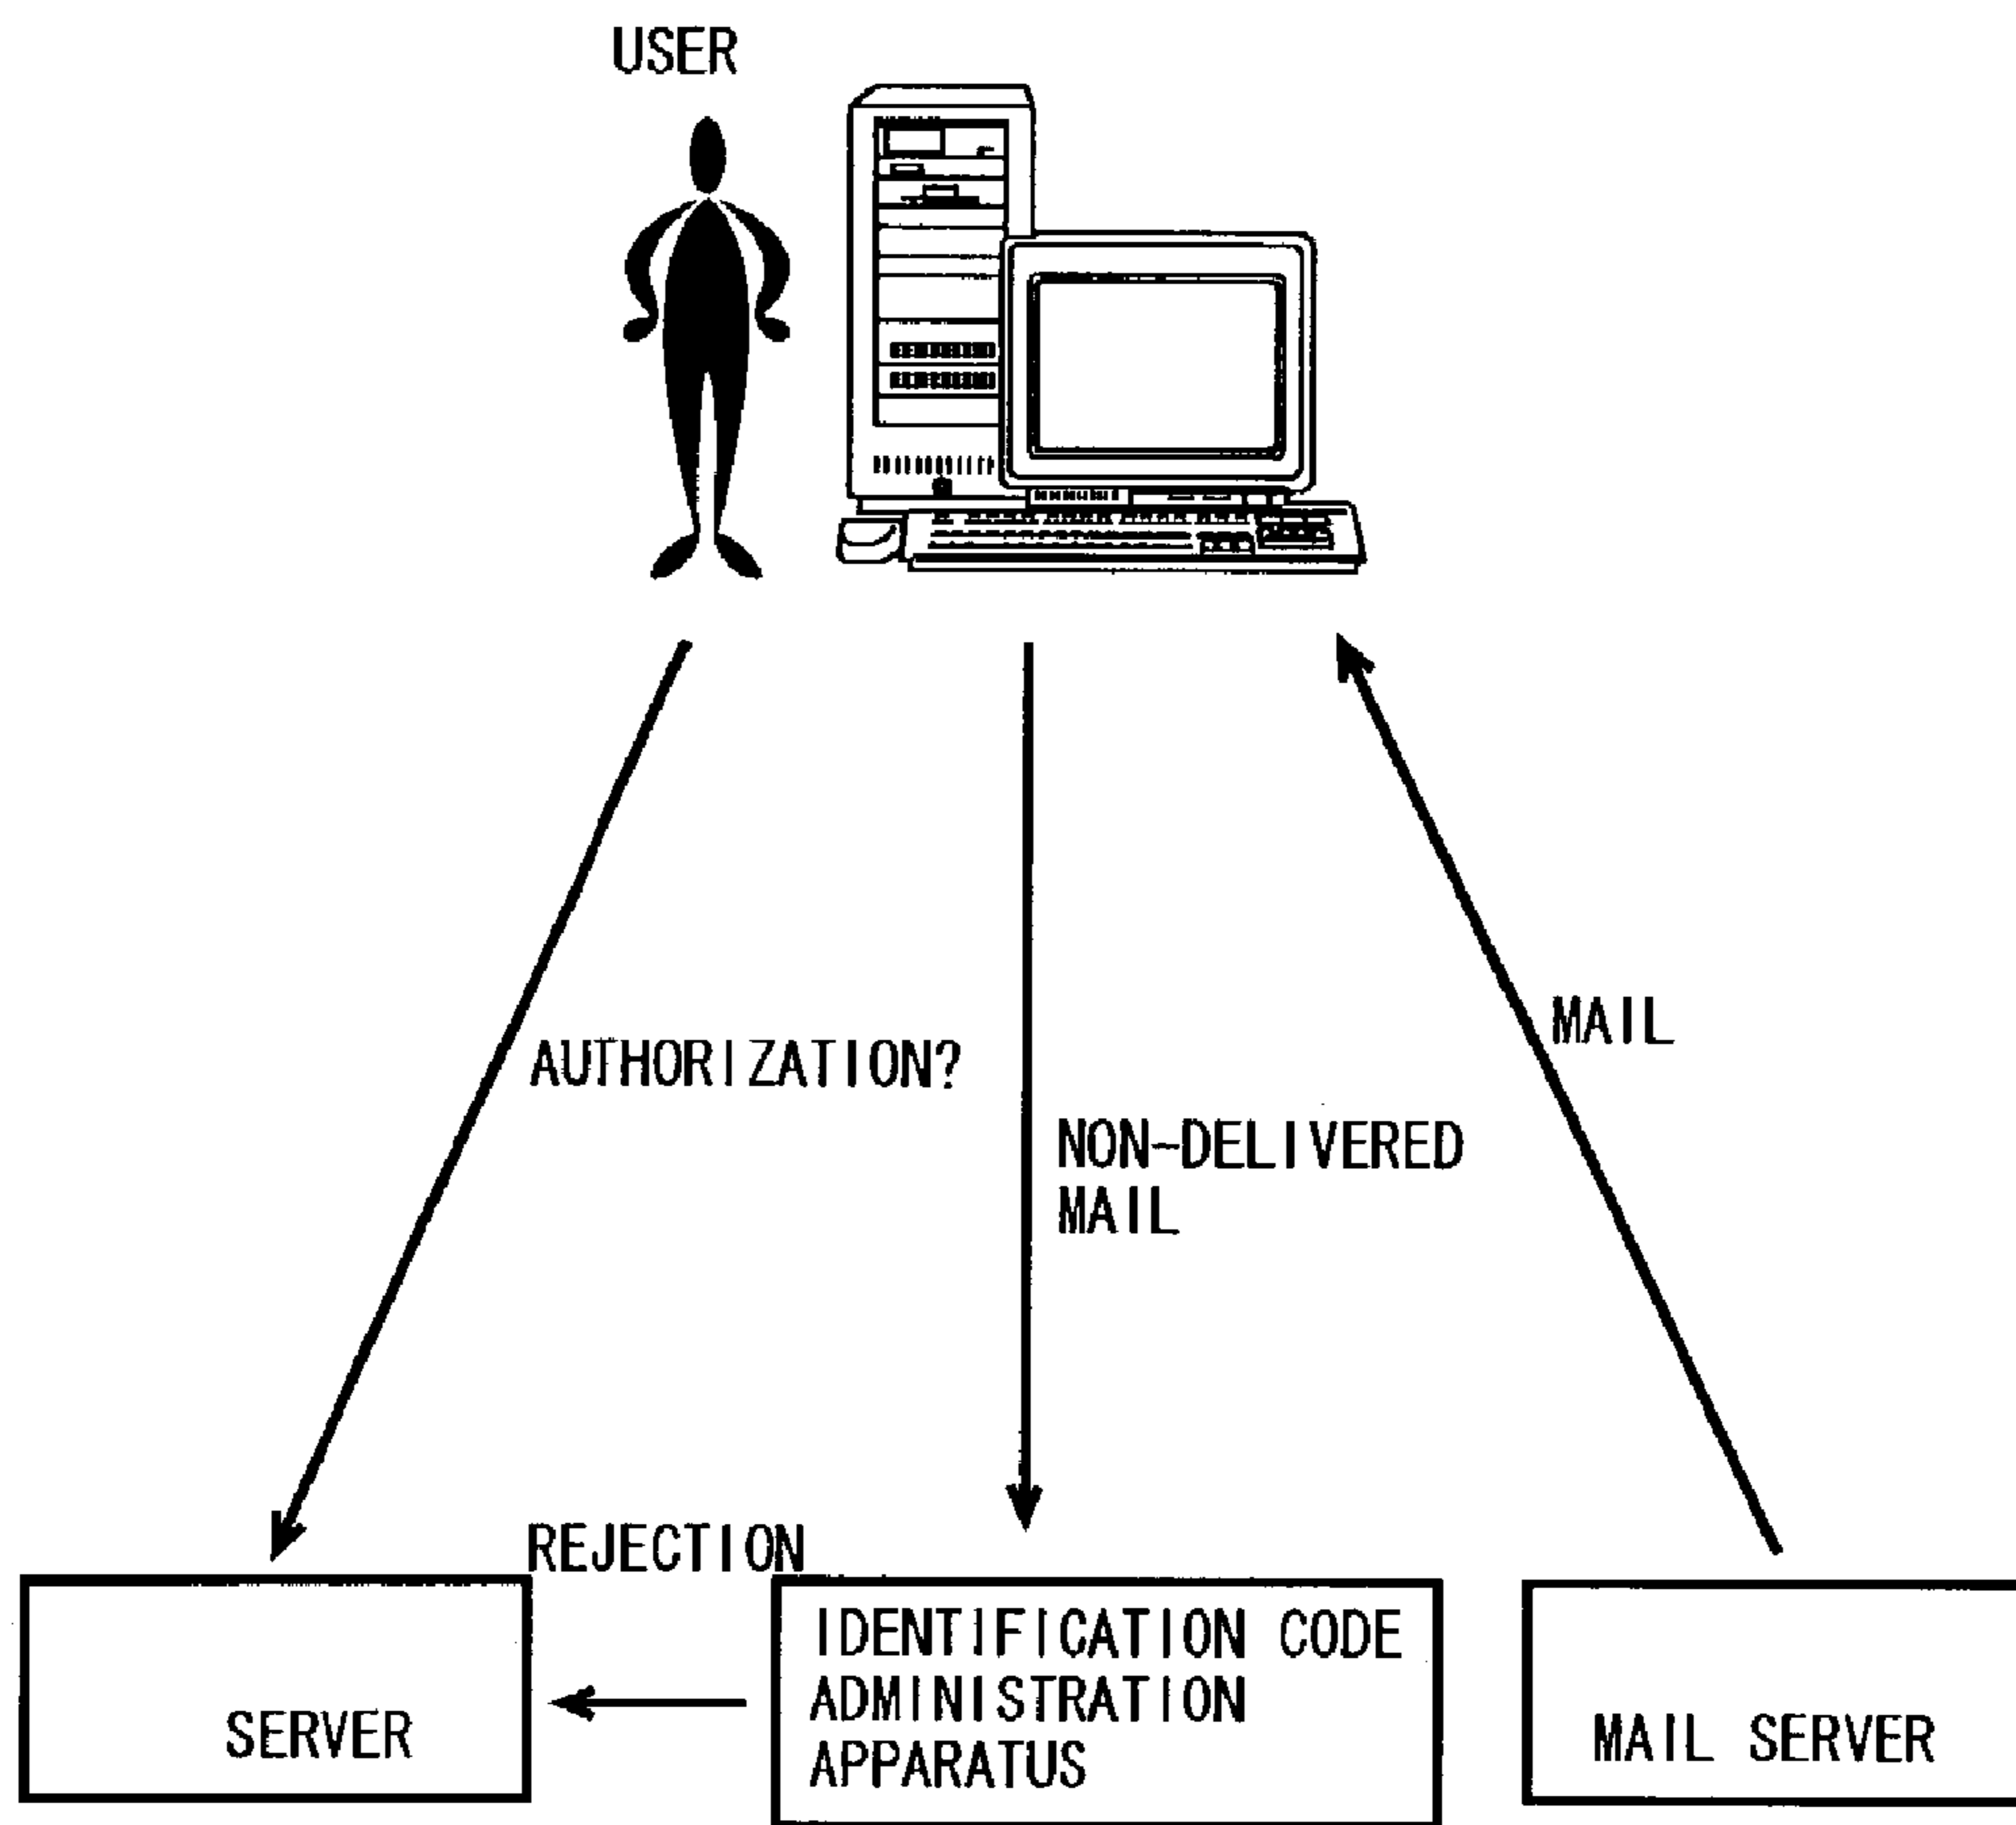 USER
MAIL
AUTHORIZATION?
NON-DELIVERED
MAIL
REJECTION
SERVER
IDENTIFICATION CODE
ADMINISTRATION
APPARATUS
MAIL SERVER